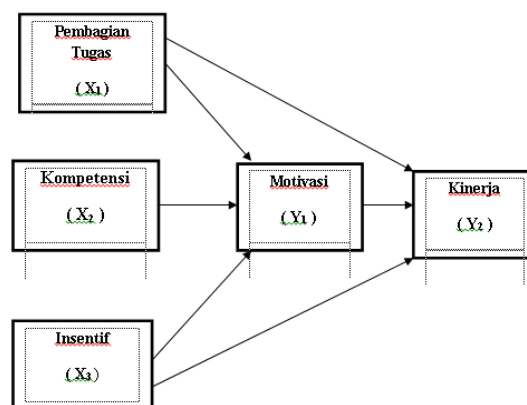 Pembagian
Tugas
( X1)
Kompetensi
( X2 )
Motivasi
( Y1 )
Kinerja
( Y2 )
Insentif
( X3)